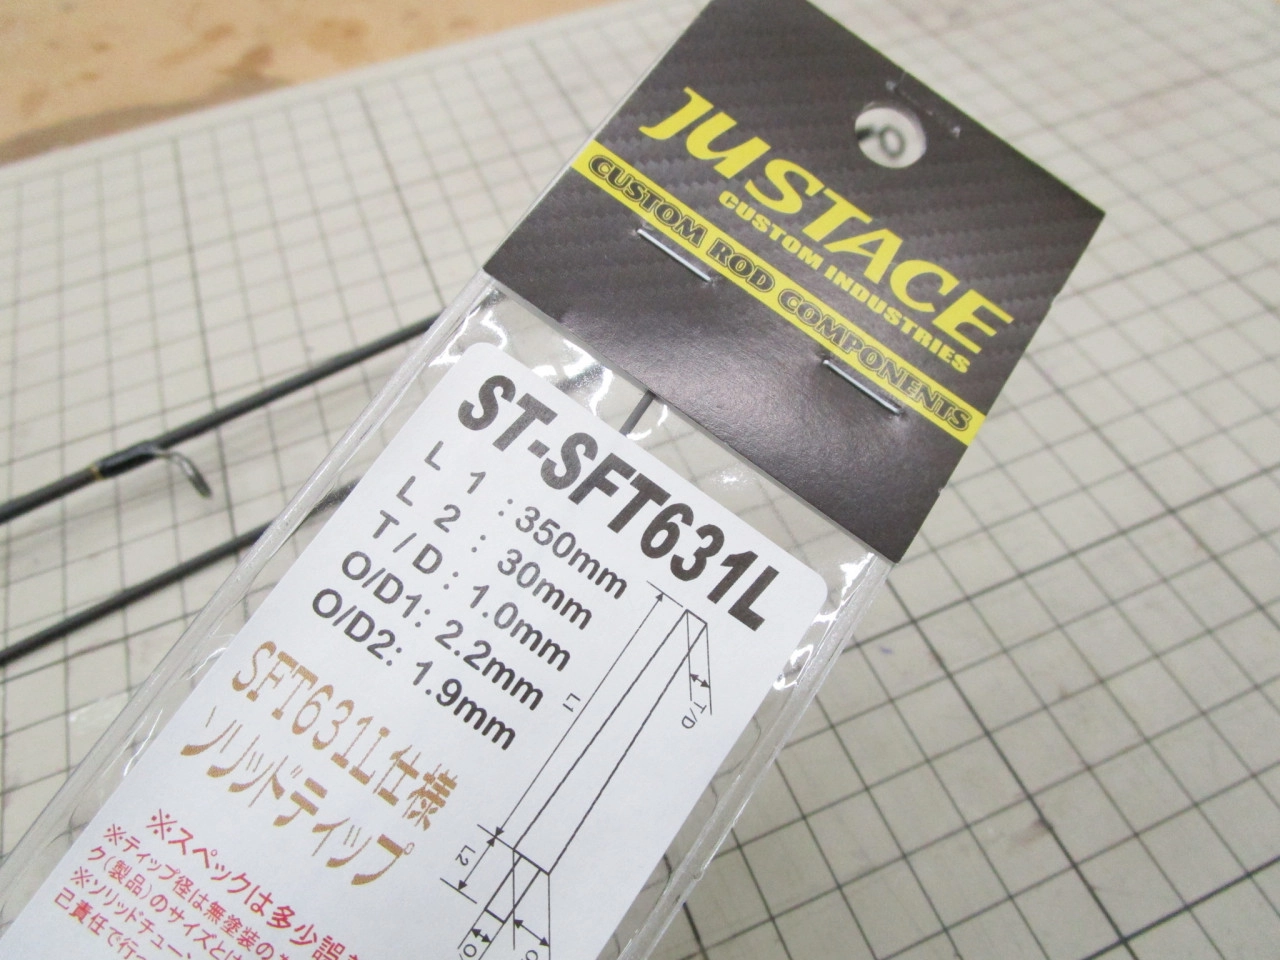 JUSTACE
CUSTOM INDUSTRIES
CUSTOM ROD COMPONENTS
ST-SFT631L
L 1 : 350mm
L 2 : 30mm
T/D : 1.0mm
O/D1: 2.2mm
O/D2: 1.9mm
T/D
L1
L2
SFT631L仕様
ソリッドティップ
※スペックは多少誤
※ティップ径は無塗装の
ク(製品)のサイズとは
※ソリッドチュー
己責任で行っ